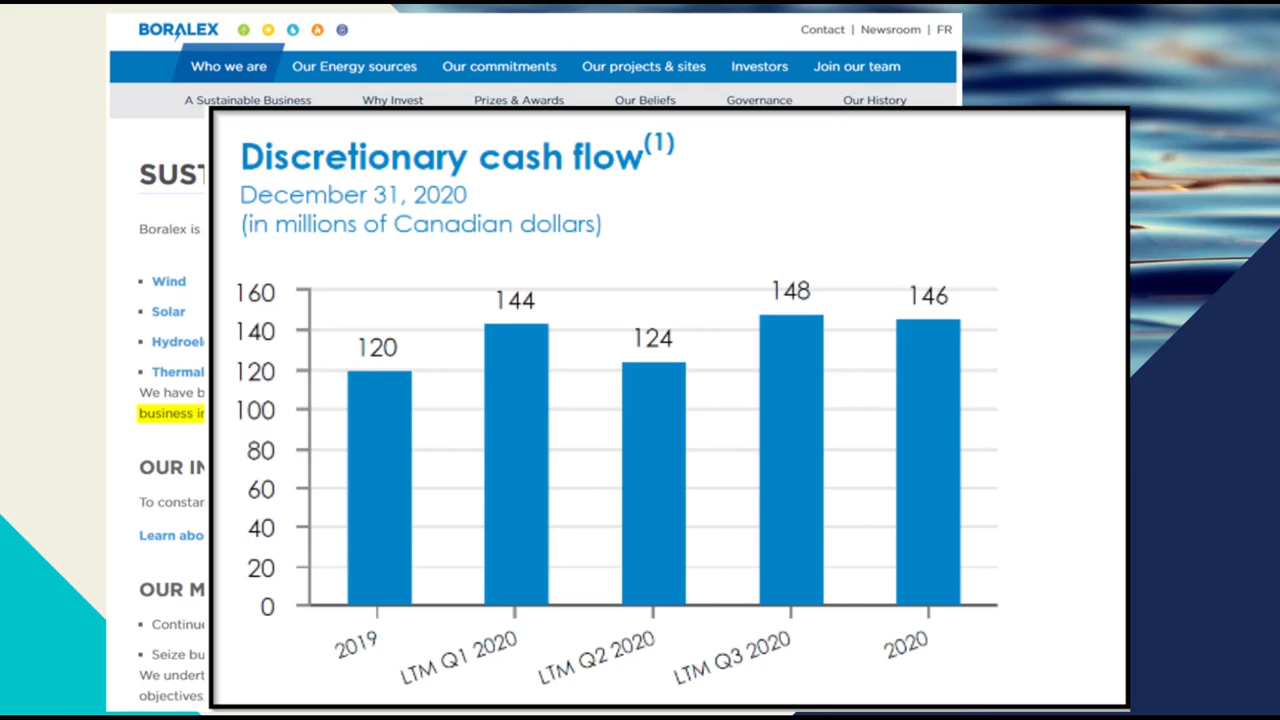 BORALEX
Contact | Newsroom | FR
Who we are Our Energy sources Our commitments Our projects & sites Investors Join our team
A Sustainable Business Why Invest Prizes & Awards Our Beliefs Governance Our History
SUST
Boralex is
▪ Wind
▪ Solar
▪ Hydroel
▪ Thermal
We have b
business in
OUR IN
To constan
Learn abo
OUR M
▪ Continue
▪ Seize bu
We undert
objectives
Discretionary cash flow(1)
December 31, 2020
(in millions of Canadian dollars)
160
140
120
100
80
60
40
20
0
120
144
124
148
146
2019
LTM Q1 2020
LTM Q2 2020
LTM Q3 2020
2020